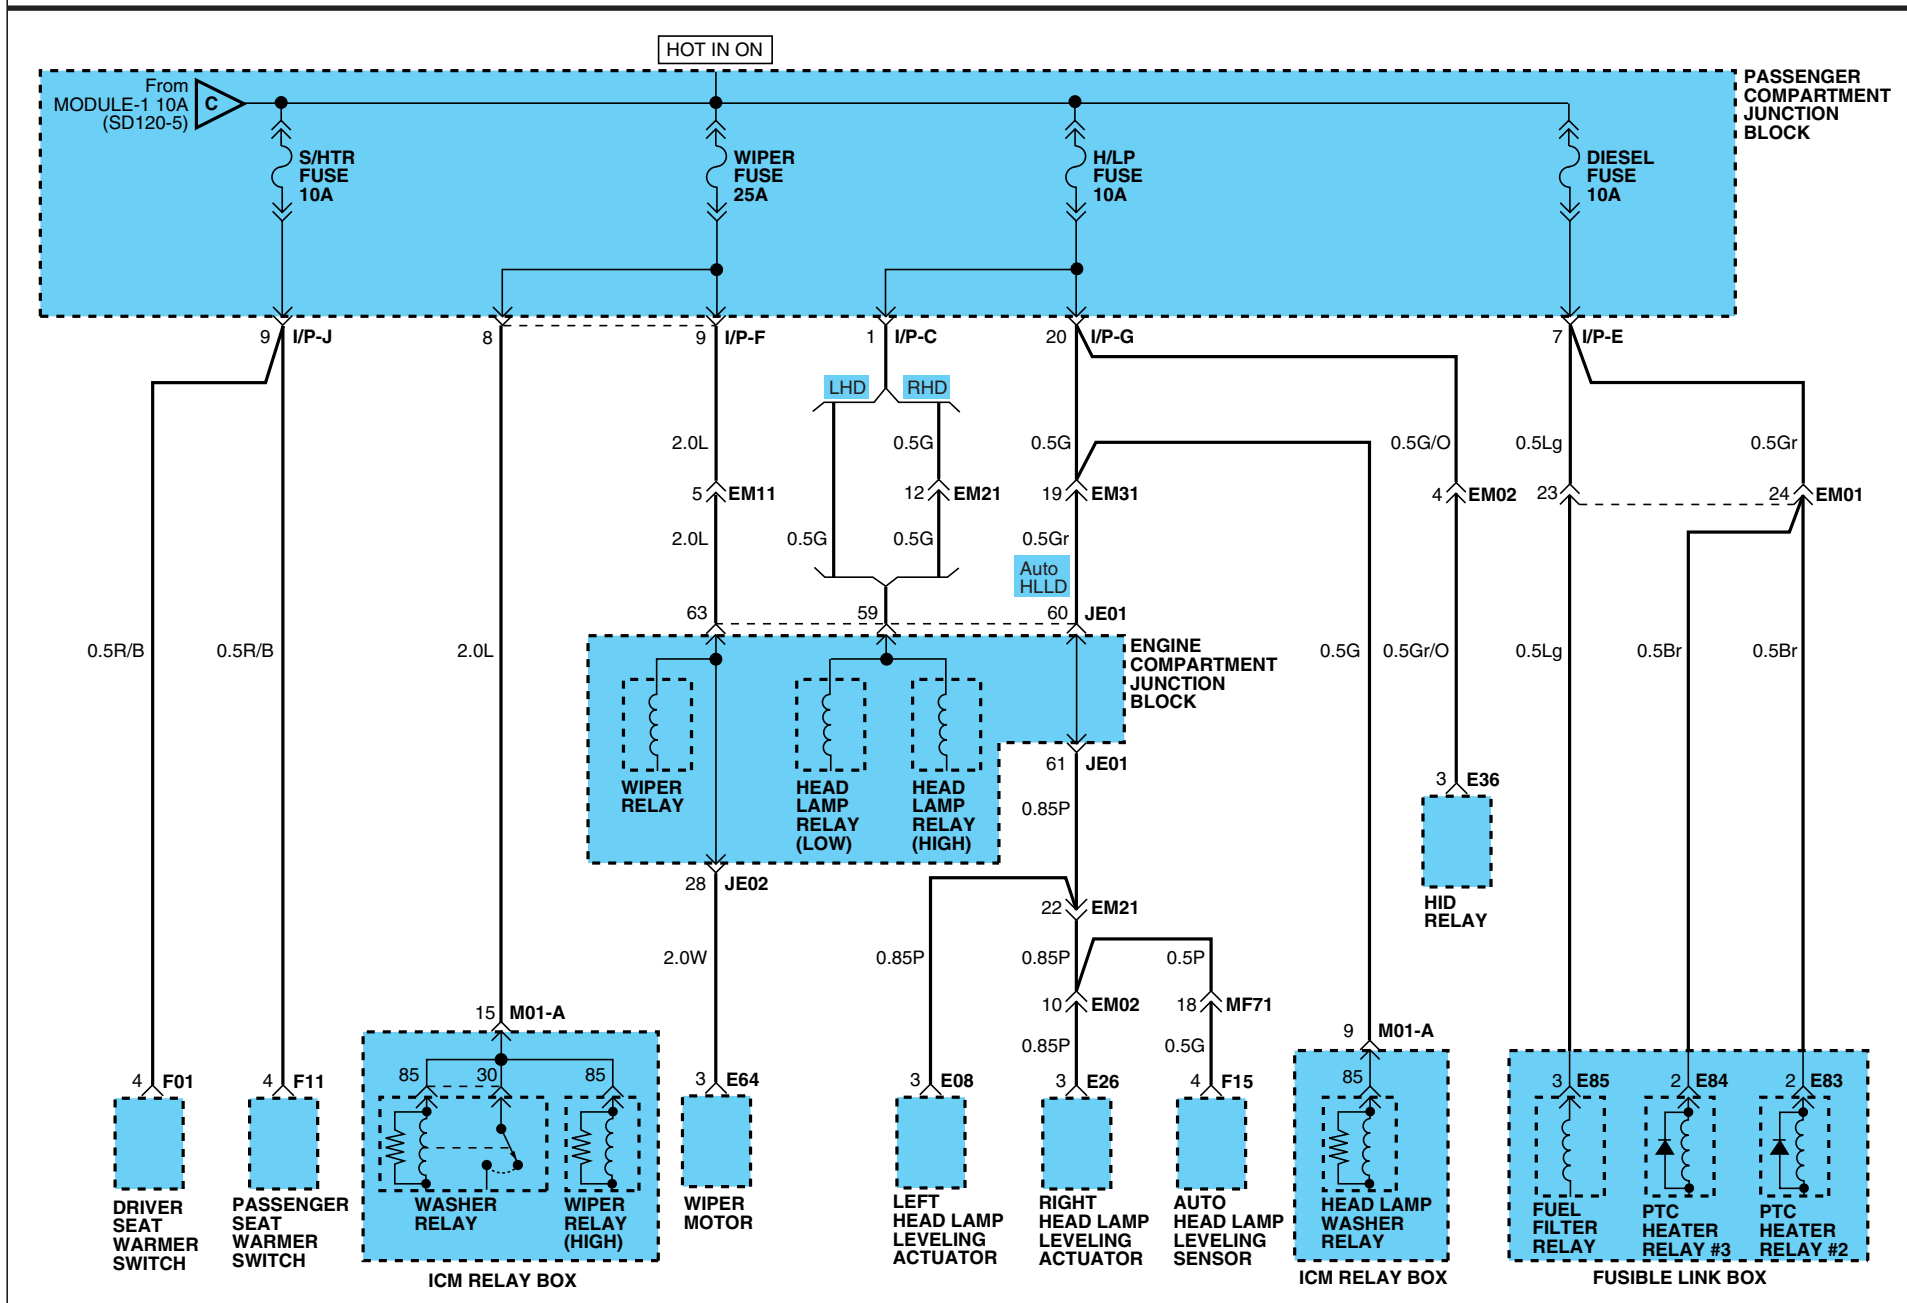 HOT IN ON
From
MODULE-1 10A
(SD120-5)
C
PASSENGER
COMPARTMENT
JUNCTION
BLOCK
S/HTR
FUSE
10A
WIPER
FUSE
25A
H/LP
FUSE
10A
DIESEL
FUSE
10A
9 I/P-J
8
9 I/P-F
1 I/P-C
20 I/P-G
7 I/P-E
LHD
RHD
2.0L
0.5G
0.5G
0.5G/O
0.5Lg
0.5Gr
5 EM11
12 EM21
19 EM31
4 EM02
23
24 EM01
2.0L
0.5G
0.5G
0.5Gr
Auto
HLLD
63
59
60 JE01
0.5R/B
0.5R/B
2.0L
ENGINE
COMPARTMENT
JUNCTION
BLOCK
0.5G
0.5Gr/O
0.5Lg
0.5Br
0.5Br
WIPER
RELAY
HEAD
LAMP
RELAY
(LOW)
HEAD
LAMP
RELAY
(HIGH)
61 JE01
0.85P
3 E36
HID
RELAY
28 JE02
22 EM21
2.0W
0.85P
0.85P
0.5P
15 M01-A
10 EM02
18 MF71
9 M01-A
0.85P
0.5G
4 F01
4 F11
85
30
85
3 E64
3 E08
3 E26
4 F15
85
3 E85
2 E84
2 E83
DRIVER
SEAT
WARMER
SWITCH
PASSENGER
SEAT
WARMER
SWITCH
WASHER
RELAY
WIPER
RELAY
(HIGH)
ICM RELAY BOX
WIPER
MOTOR
LEFT
HEAD LAMP
LEVELING
ACTUATOR
RIGHT
HEAD LAMP
LEVELING
ACTUATOR
AUTO
HEAD LAMP
LEVELING
SENSOR
HEAD LAMP
WASHER
RELAY
ICM RELAY BOX
FUEL
FILTER
RELAY
PTC
HEATER
RELAY #3
PTC
HEATER
RELAY #2
FUSIBLE LINK BOX